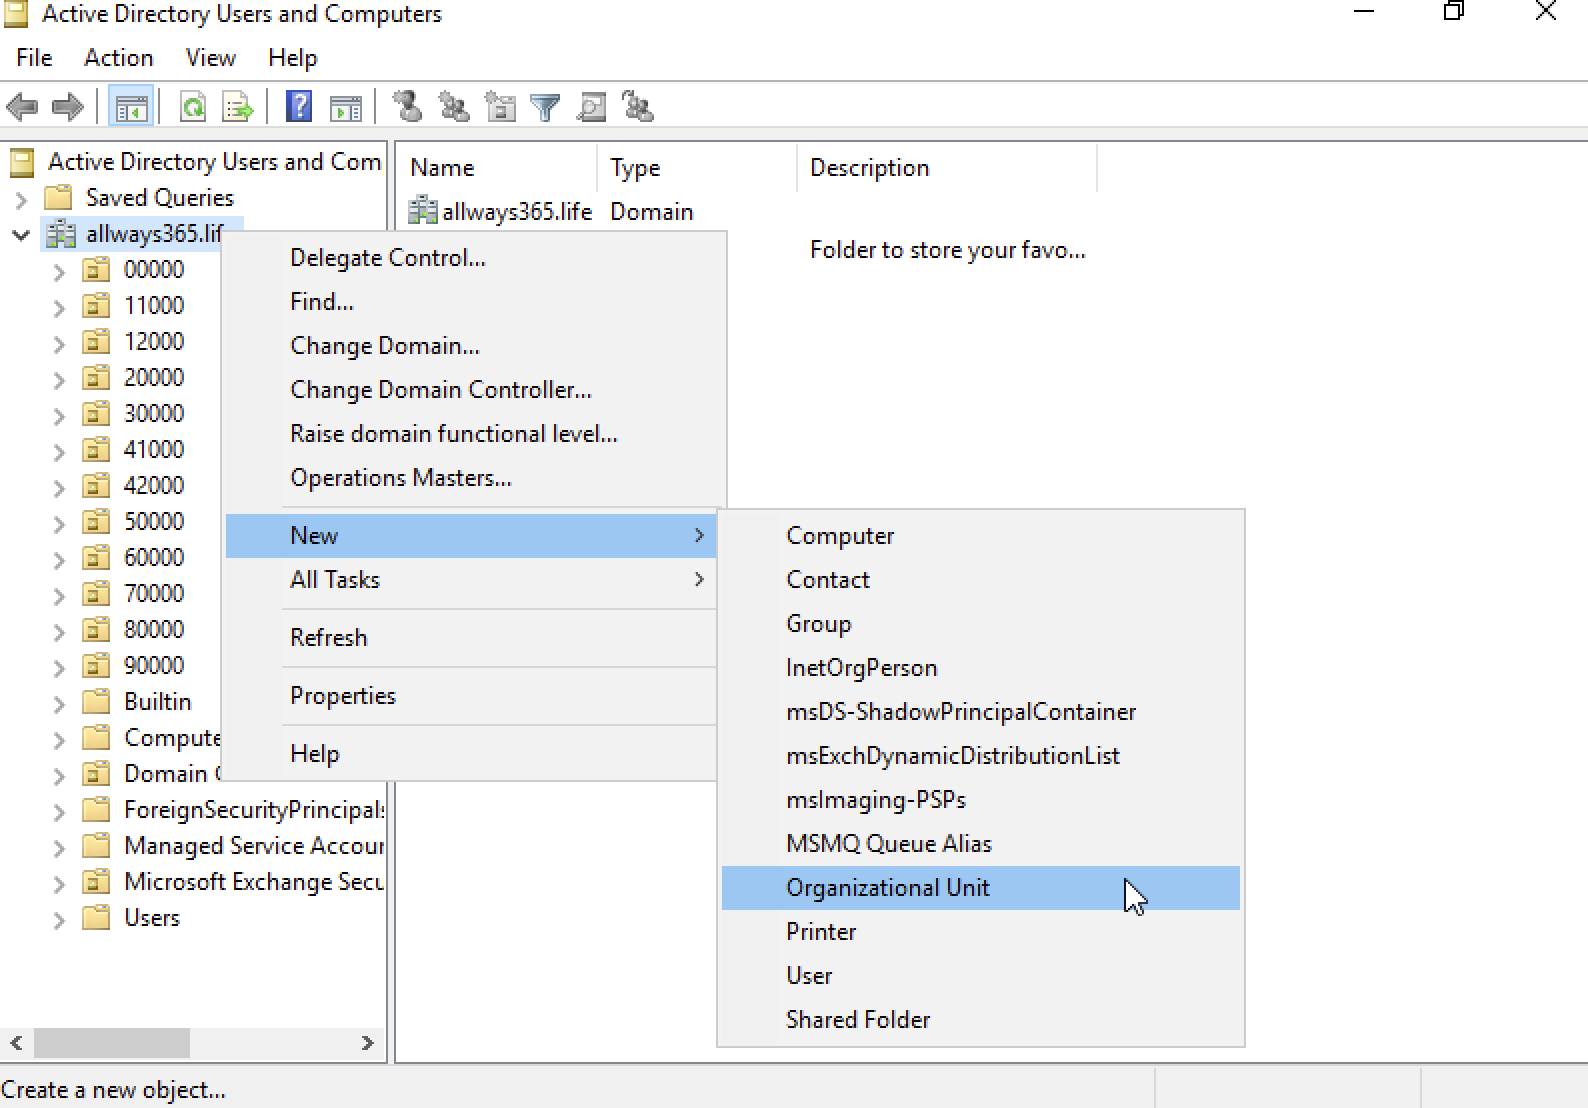 Active Directory Users and Computers
File Action View Help
Active Directory Users and Com
Saved Queries
allways365.lif
00000
11000
12000
20000
30000
41000
42000
50000
60000
70000
80000
90000
Builtin
Compute
Domain
ForeignSecurityPrincipals
Managed Service Accour
Microsoft Exchange Secu
Users
Name Type Description
allways365.life Domain
Folder to store your favo...
Delegate Control...
Find...
Change Domain...
Change Domain Controller...
Raise domain functional level...
Operations Masters...
New
All Tasks
Refresh
Properties
Help
Computer
Contact
Group
InetOrgPerson
msDS-ShadowPrincipalContainer
msExchDynamicDistributionList
msImaging-PSPs
MSMQ Queue Alias
Organizational Unit
Printer
User
Shared Folder
Create a new object...